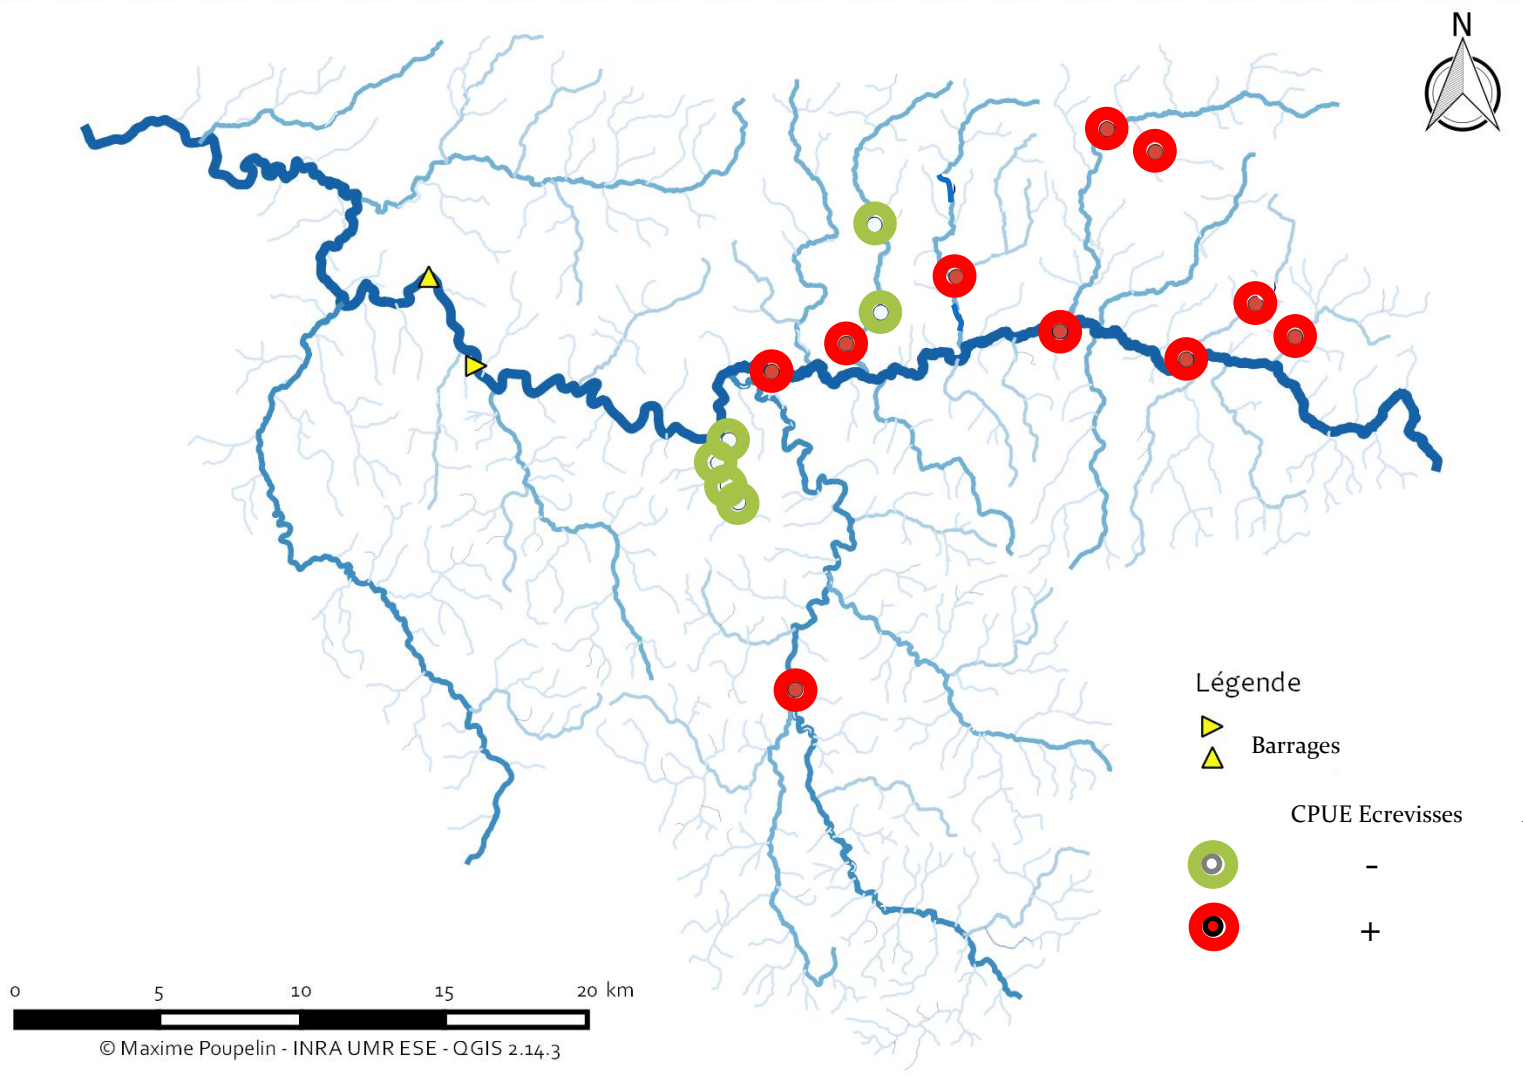 N
Légende
Barrages
CPUE Ecrevisses
-
+
0 5 10 15 20 km
© Maxime Poupelin - INRA UMR ESE - QGIS 2.14.3